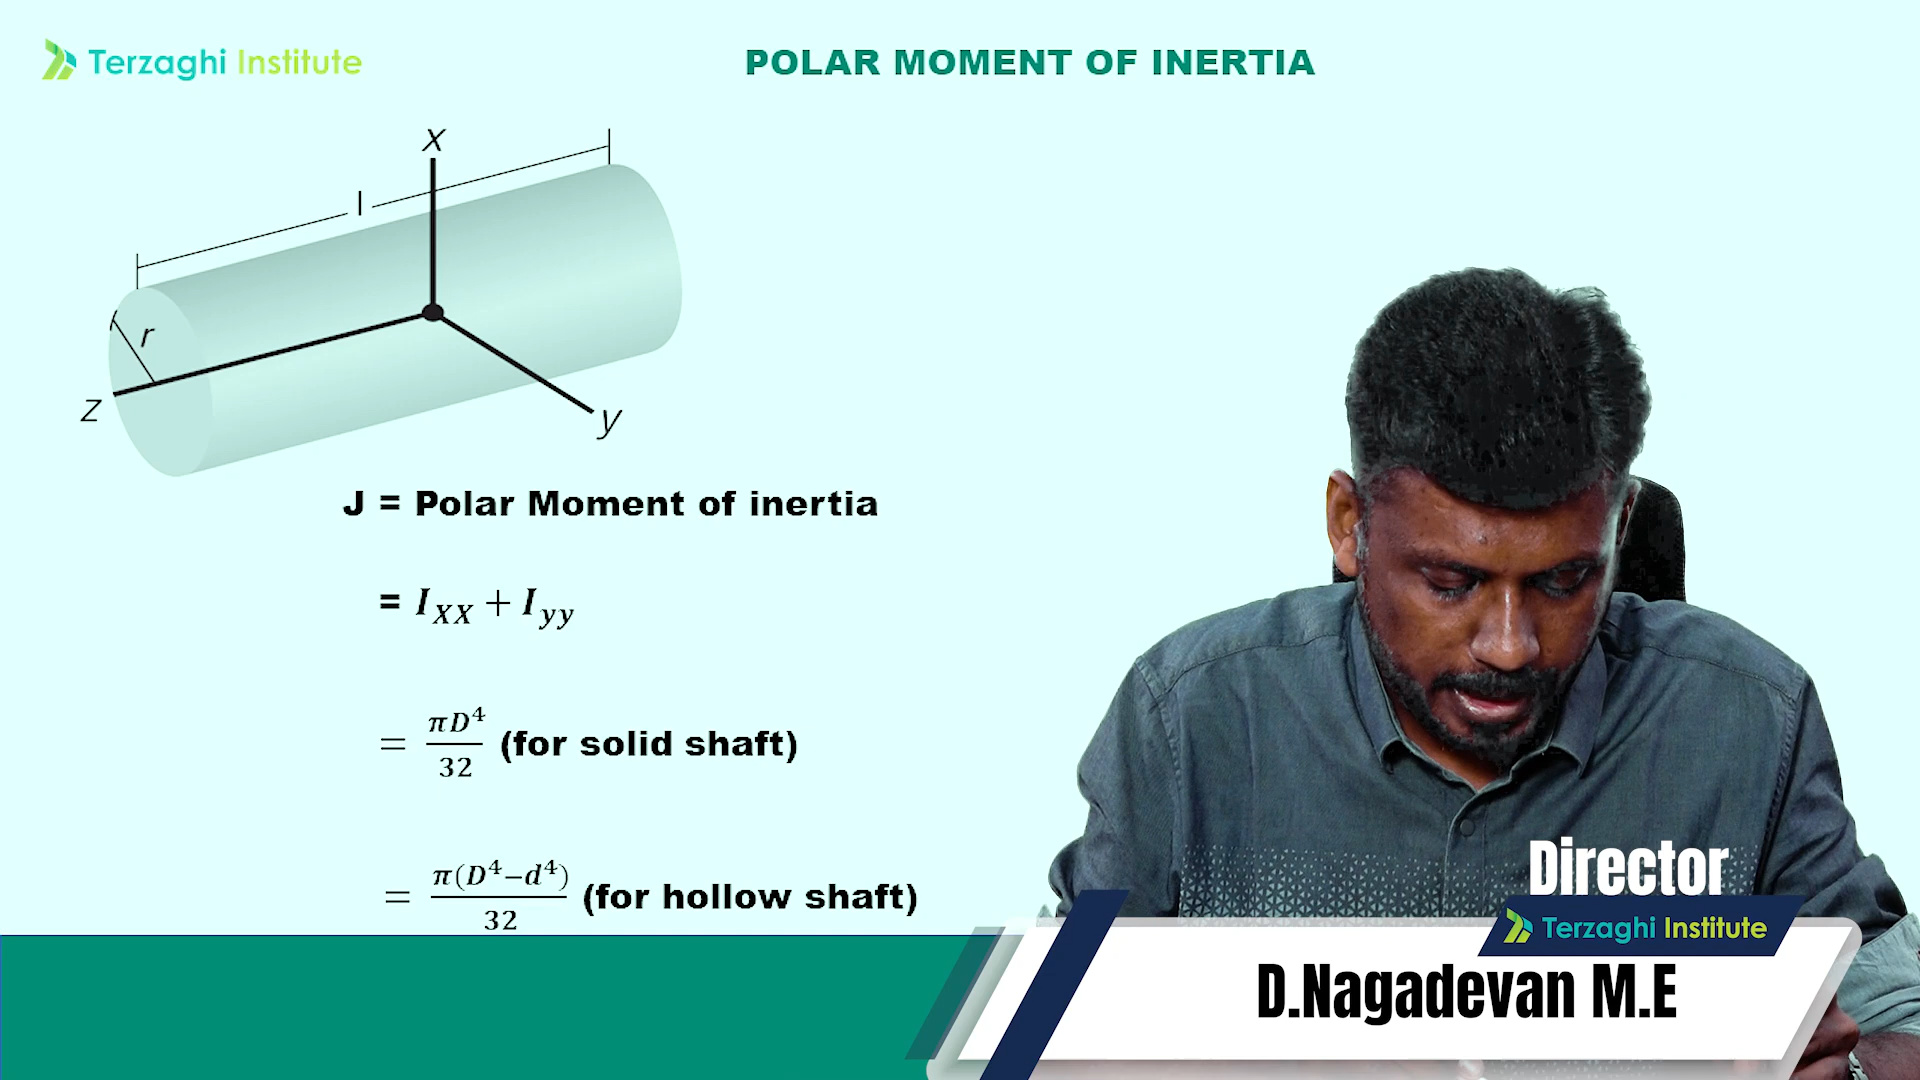 Terzaghi Institute
POLAR MOMENT OF INERTIA
X
l
r
Z
y
J = Polar Moment of inertia
= I_XX + I_yy
= πD⁴/32 (for solid shaft)
= π(D⁴−d⁴)/32 (for hollow shaft)
Director
Terzaghi Institute
D.Nagadevan M.E